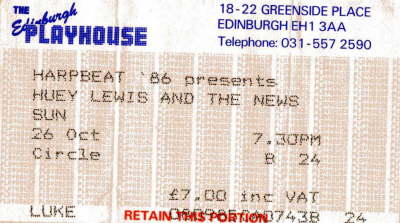 THE
Edinburgh
PLAYHOUSE
18-22 GREENSIDE PLACE
EDINBURGH EH1 3AA
Telephone: 031-557 2590
HARPBEAT '86 presents
HUEY LEWIS AND THE NEWS
SUN
26 Oct 7.30PM
Circle B 24
£7.00 inc VAT
RETAIN THIS PORTION
LUKE 24